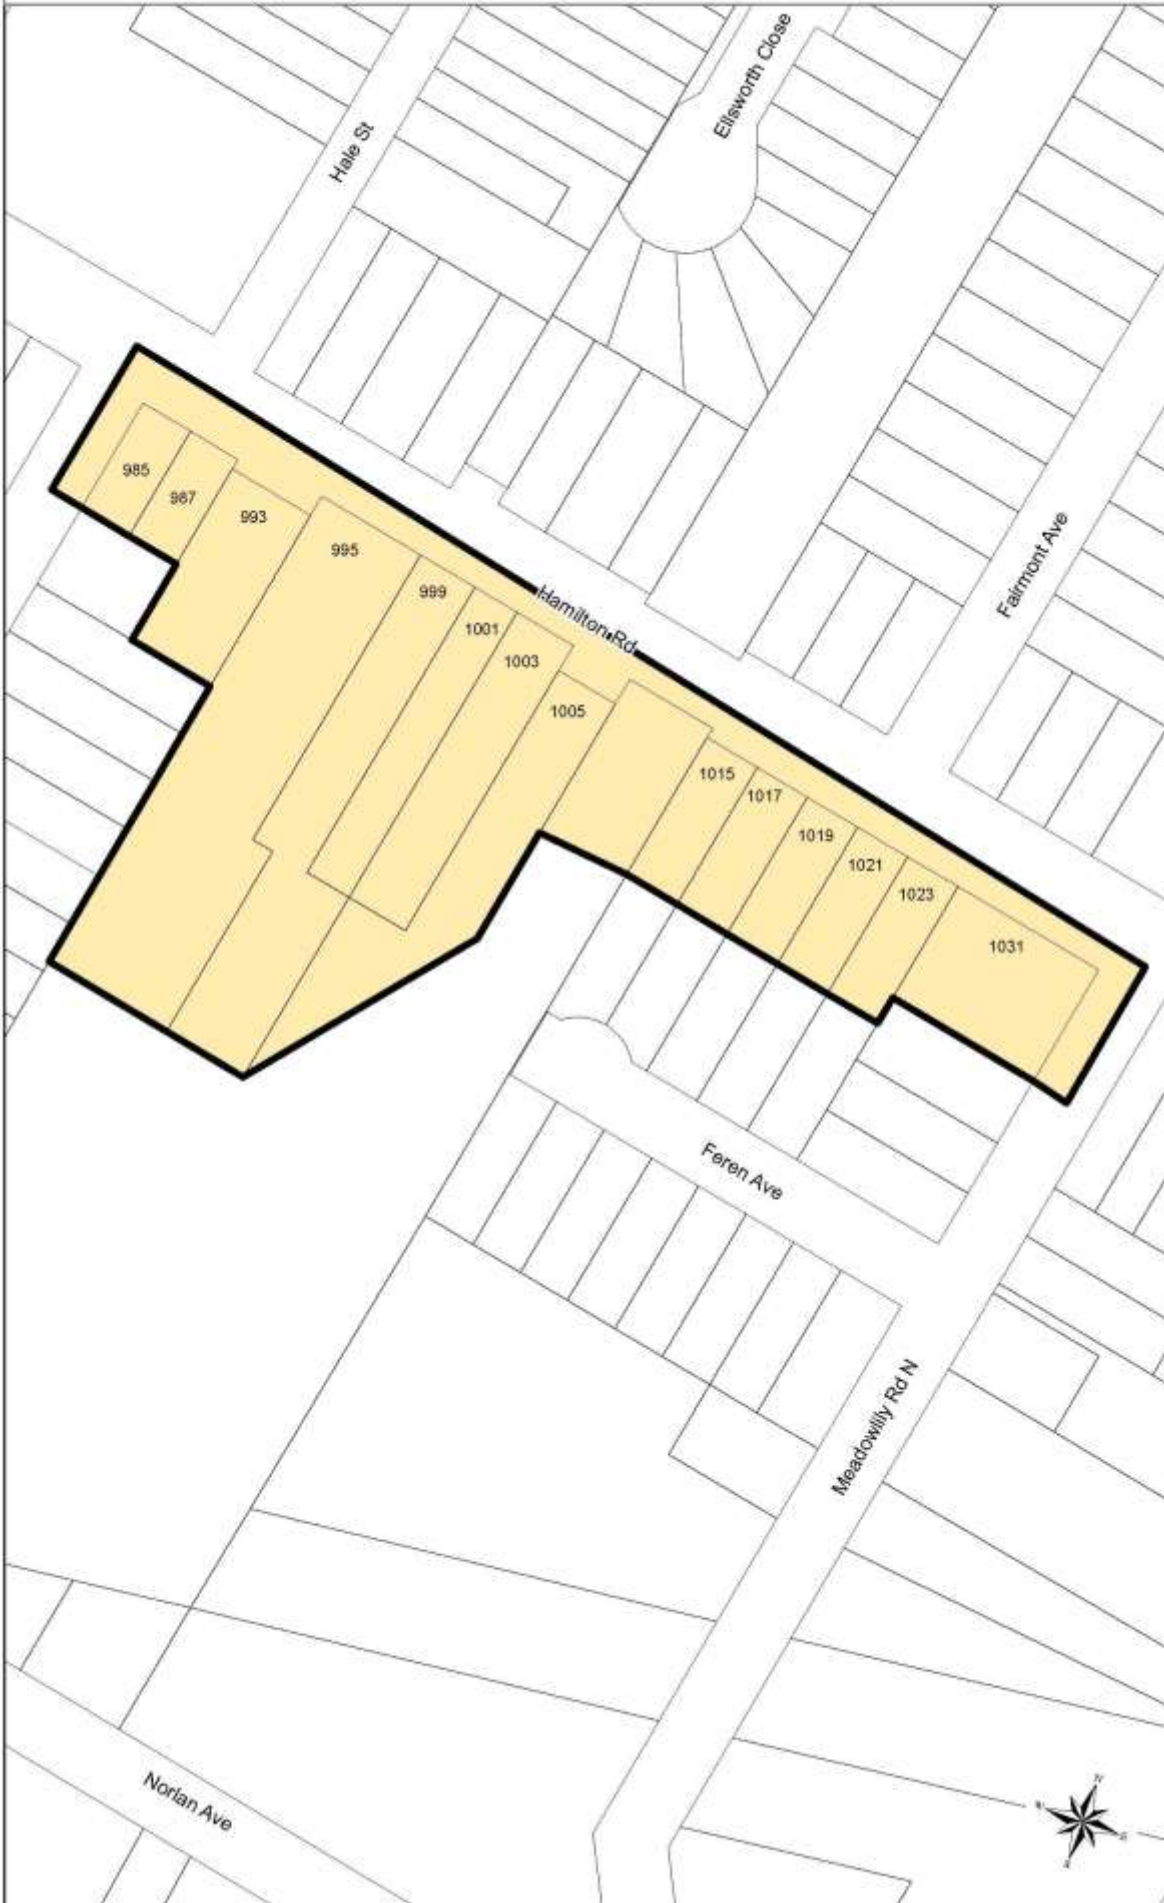 Ellsworth Close
Hale St
985
987
993
995
999
Hamilton Rd
1001
1003
1005
Fairmont Ave
1015
1017
1019
1021
1023
1031
Feren Ave
Meadowlily Rd N
Norlan Ave
N
W
E
S